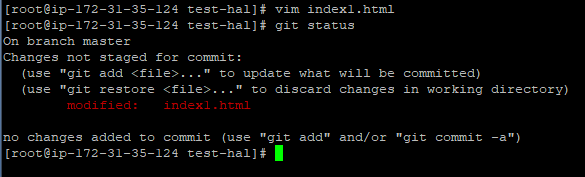 [root@ip-172-31-35-124 test-hal]# vim index1.html
[root@ip-172-31-35-124 test-hal]# git status
On branch master
Changes not staged for commit:
  (use "git add <file>..." to update what will be committed)
  (use "git restore <file>..." to discard changes in working directory)
        modified:   index1.html

no changes added to commit (use "git add" and/or "git commit -a")
[root@ip-172-31-35-124 test-hal]#